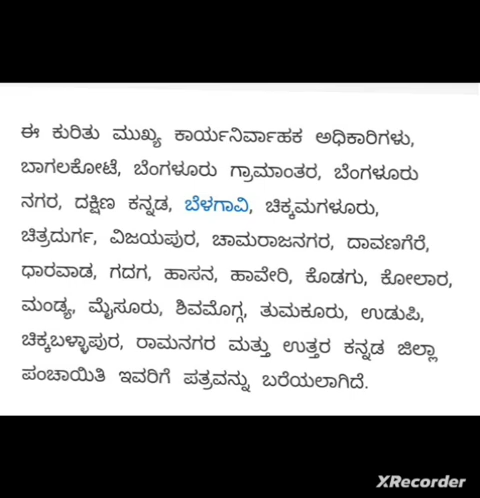 ಈ ಕುರಿತು ಮುಖ್ಯ ಕಾರ್ಯನಿರ್ವಾಹಕ ಅಧಿಕಾರಿಗಳು,
ಬಾಗಲಕೋಟೆ, ಬೆಂಗಳೂರು ಗ್ರಾಮಾಂತರ, ಬೆಂಗಳೂರು
ನಗರ, ದಕ್ಷಿಣ ಕನ್ನಡ, ಬೆಳಗಾವಿ, ಚಿಕ್ಕಮಗಳೂರು,
ಚಿತ್ರದುರ್ಗ, ವಿಜಯಪುರ, ಚಾಮರಾಜನಗರ, ದಾವಣಗೆರೆ,
ಧಾರವಾಡ, ಗದಗ, ಹಾಸನ, ಹಾವೇರಿ, ಕೊಡಗು, ಕೋಲಾರ,
ಮಂಡ್ಯ, ಮೈಸೂರು, ಶಿವಮೊಗ್ಗ, ತುಮಕೂರು, ಉಡುಪಿ,
ಚಿಕ್ಕಬಳ್ಳಾಪುರ, ರಾಮನಗರ ಮತ್ತು ಉತ್ತರ ಕನ್ನಡ ಜಿಲ್ಲಾ
ಪಂಚಾಯಿತಿ ಇವರಿಗೆ ಪತ್ರವನ್ನು ಬರೆಯಲಾಗಿದೆ.
XRecorder